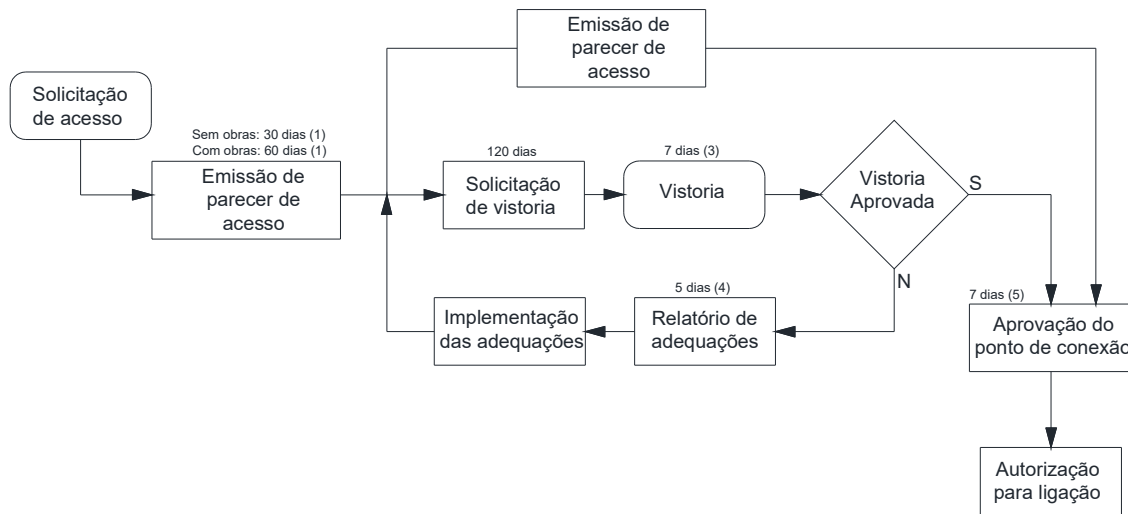 Emissão de
parecer de
acesso
Solicitação
de acesso
Sem obras: 30 dias (1)
Com obras: 60 dias (1)
Emissão de
parecer de
acesso
120 dias
Solicitação
de vistoria
7 dias (3)
Vistoria
Vistoria
Aprovada
S
N
Implementação
das adequações
5 dias (4)
Relatório de
adequações
7 dias (5)
Aprovação do
ponto de conexão
Autorização
para ligação